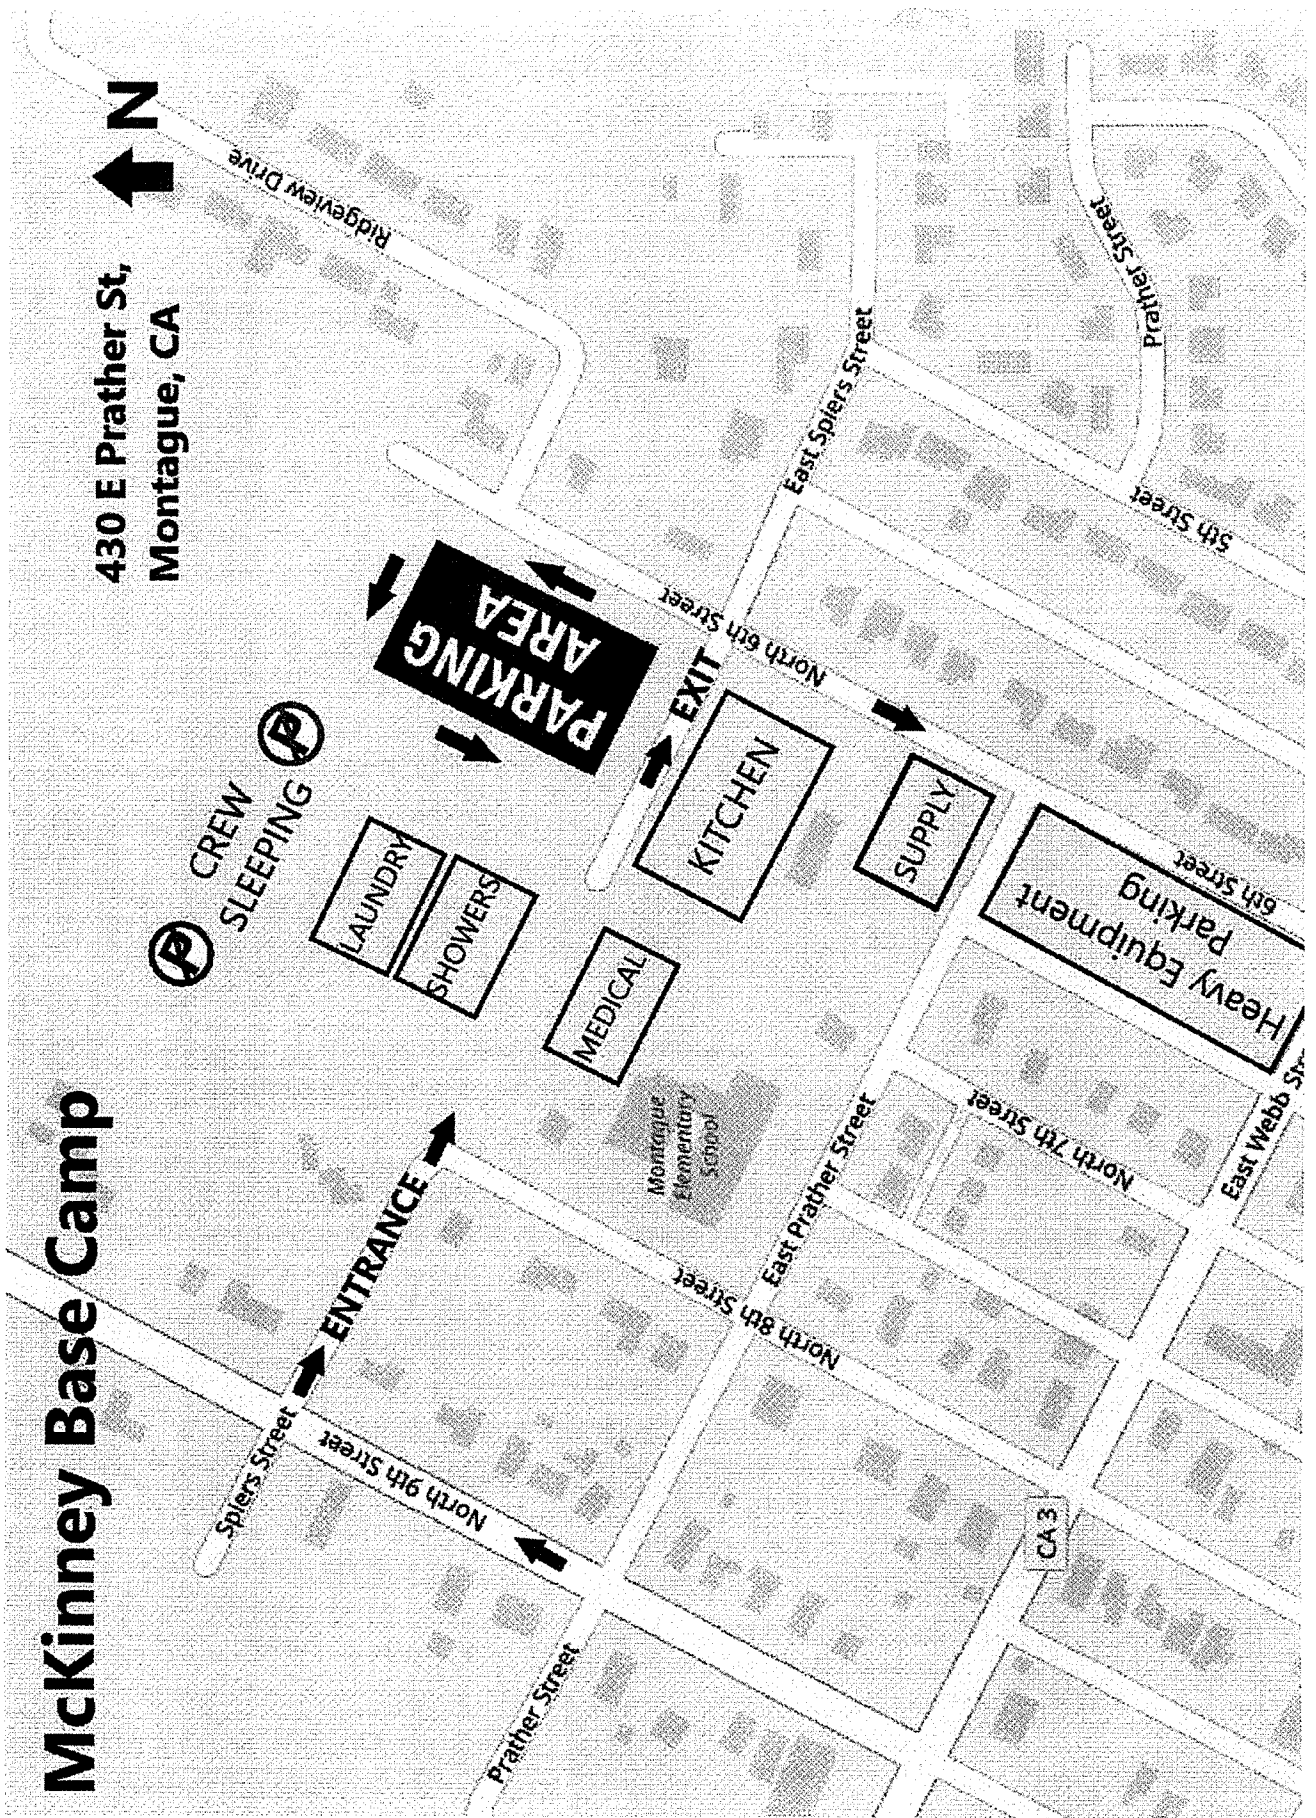 McKinney Base Camp
430 E Prather St,
Montague, CA
N
Ridgeview Drive
P
CREW
SLEEPING
P
Spiers Street
ENTRANCE
North 9th Street
LAUNDRY
SHOWERS
PARKING
AREA
MEDICAL
EXIT
KITCHEN
SUPPLY
North 6th Street
East Spiers Street
Prather Street
5th Street
Montague
Elementary
School
Prather Street
East Prather Street
North 8th Street
North 7th Street
Heavy Equipment
Parking
6th Street
East Webb Str
CA 3